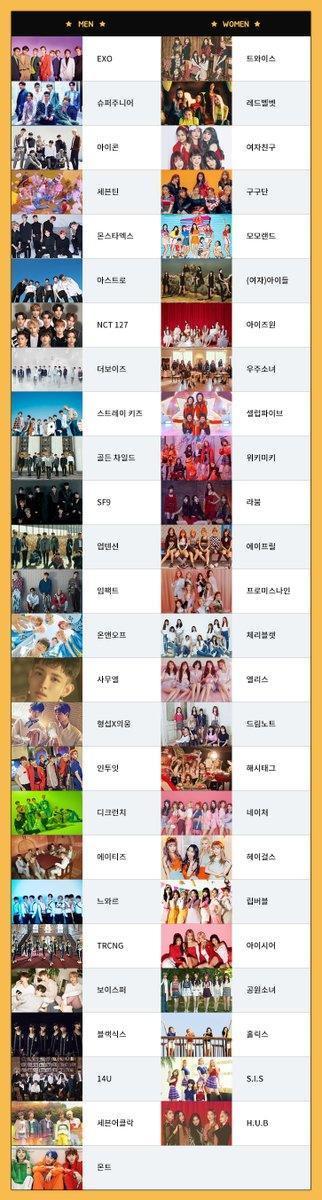 ★ MEN ★ ★ WOMEN ★
EXO 트와이스
슈퍼주니어 레드벨벳
아이콘 여자친구
세븐틴 구구단
몬스타엑스 모모랜드
아스트로 (여자)아이들
NCT 127 아이즈원
더보이즈 우주소녀
스트레이 키즈 셀럽파이브
골든 차일드 위키미키
SF9 라붐
업텐션 에이프릴
임팩트 프로미스나인
온앤오프 체리블렛
사무엘 엘리스
형섭X의웅 드림노트
인투잇 해시태그
디크런치 네이처
에이티즈 헤이걸스
느와르 립버블
TRCNG 아이시어
보이스퍼 공원소녀
블랙식스 홀릭스
14U S.I.S
세븐어클락 H.U.B
몬트